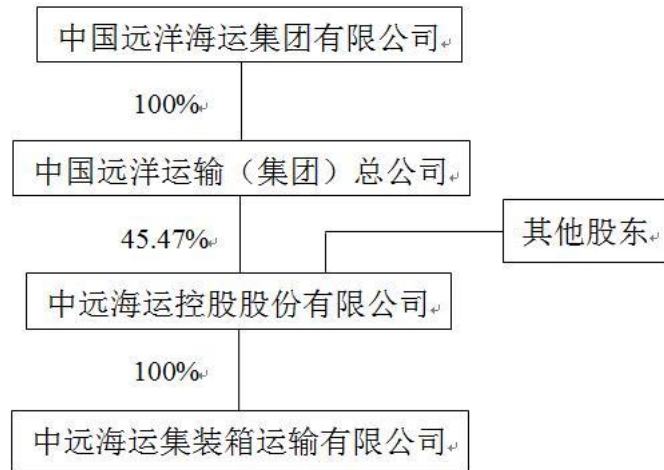 中国远洋海运集团有限公司
100%
中国远洋运输（集团）总公司
45.47%
其他股东
中远海运控股股份有限公司
100%
中远海运集装箱运输有限公司